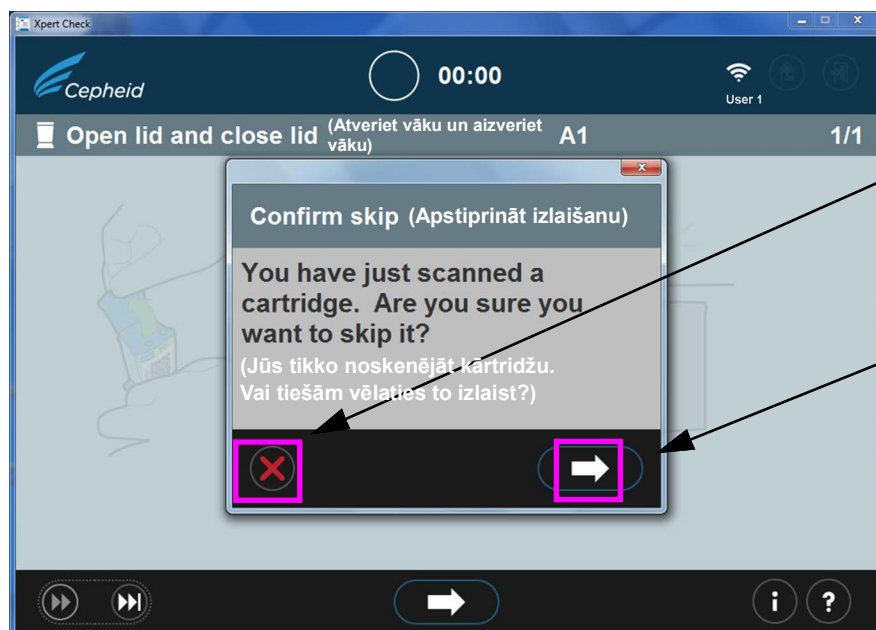 Xpert Check
Cepheid
00:00
User 1
Open lid and close lid (Atveriet vāku un aizveriet
vāku)
A1
1/1
Confirm skip (Apstiprināt izlaišanu)
You have just scanned a
cartridge. Are you sure you
want to skip it?
(Jūs tikko noskenējāt kārtridžu.
Vai tiešām vēlaties to izlaist?)
i
?